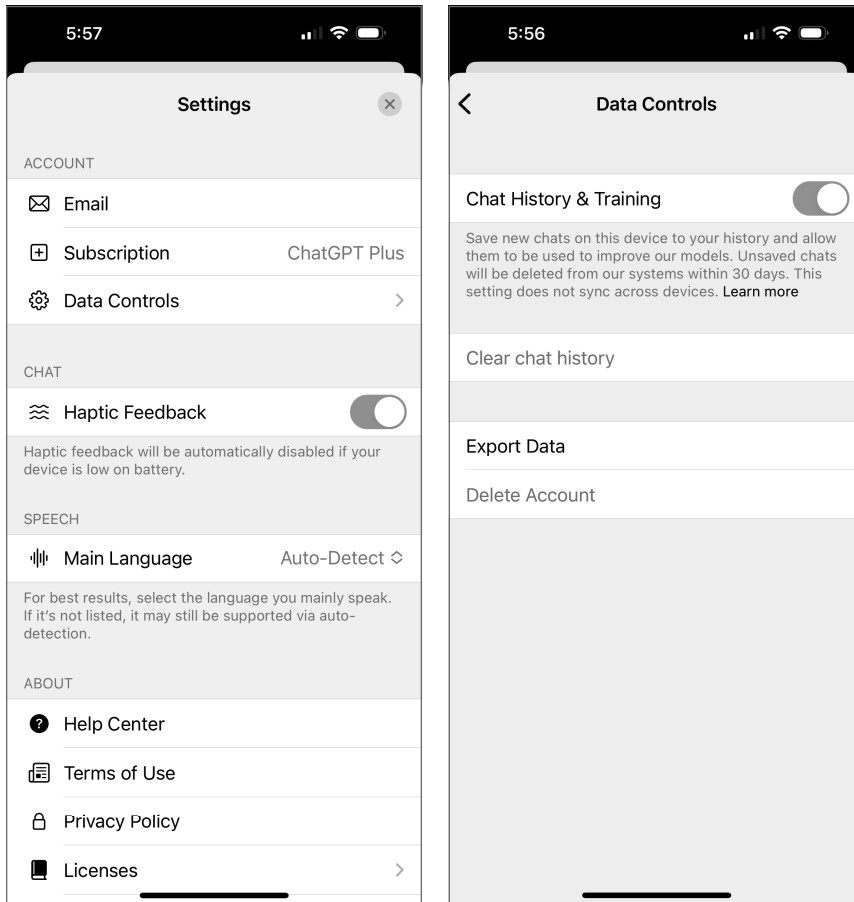 5:57
Settings
ACCOUNT
Email
Subscription ChatGPT Plus
Data Controls
CHAT
Haptic Feedback
Haptic feedback will be automatically disabled if your
device is low on battery.
SPEECH
Main Language Auto-Detect
For best results, select the language you mainly speak.
If it's not listed, it may still be supported via auto-
detection.
ABOUT
Help Center
Terms of Use
Privacy Policy
Licenses
5:56
Data Controls
Chat History & Training
Save new chats on this device to your history and allow
them to be used to improve our models. Unsaved chats
will be deleted from our systems within 30 days. This
setting does not sync across devices. Learn more
Clear chat history
Export Data
Delete Account